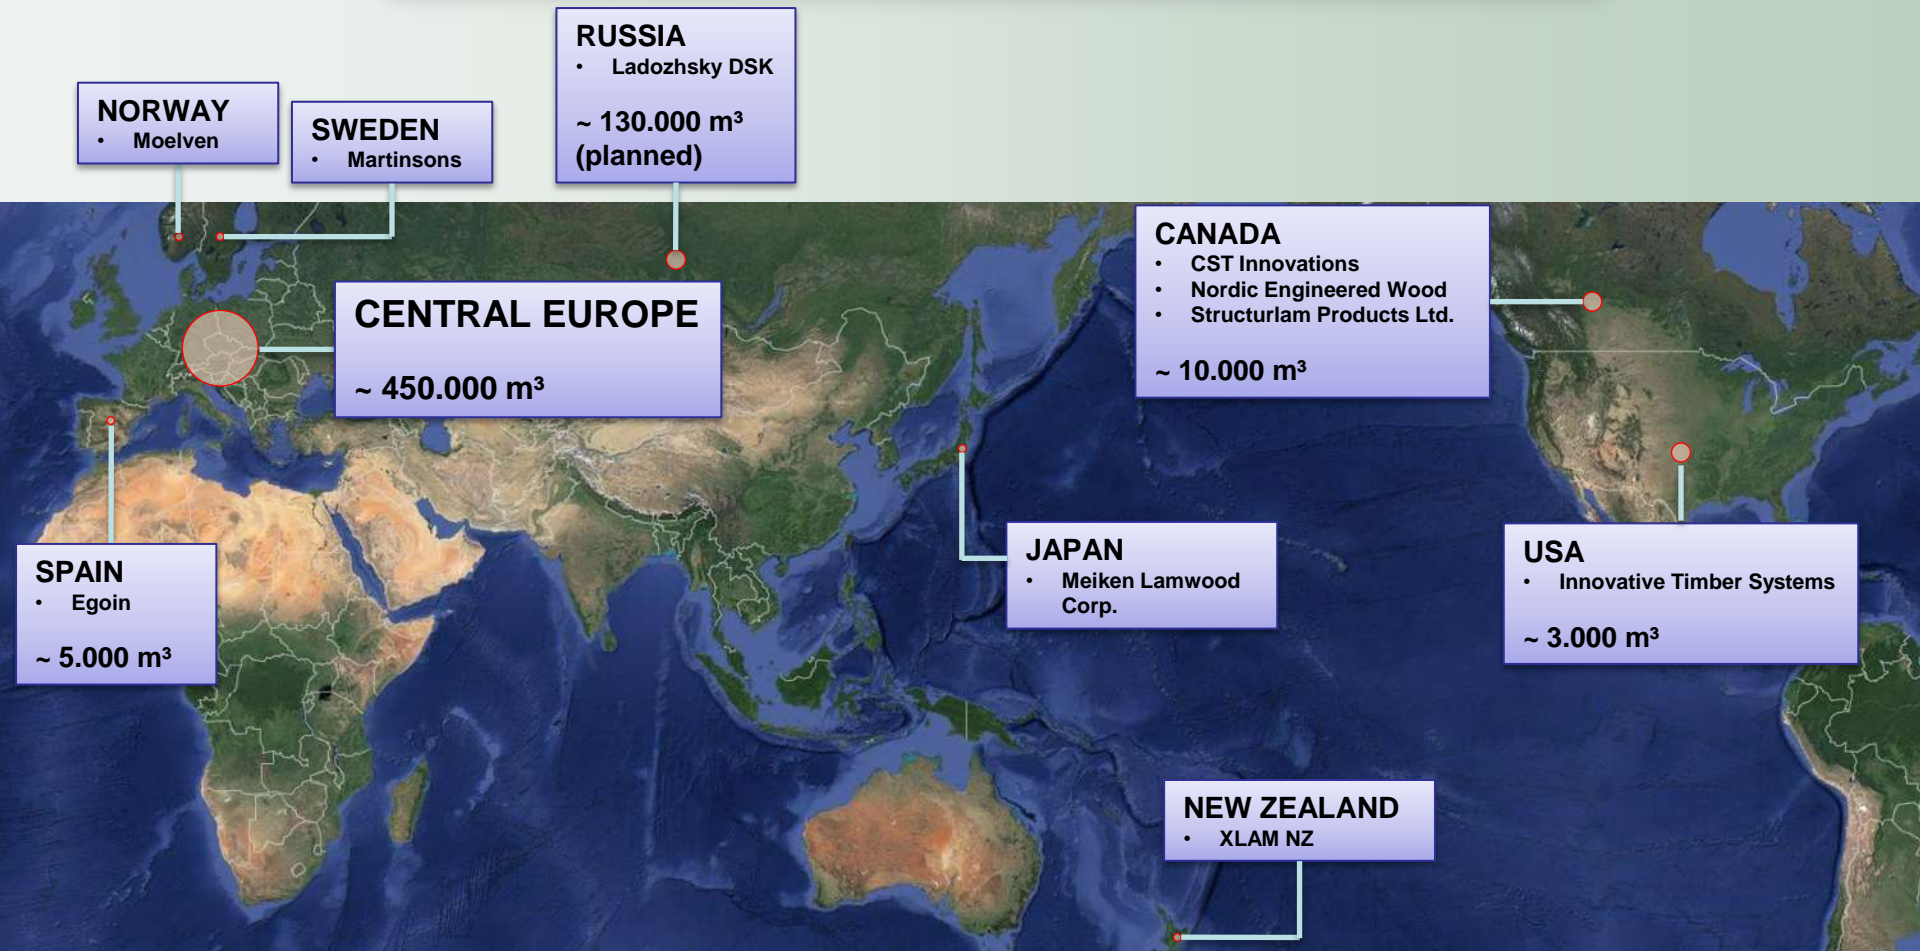 RUSSIA
• Ladozhsky DSK
~ 130.000 m³
(planned)
NORWAY
• Moelven
SWEDEN
• Martinsons
CANADA
• CST Innovations
• Nordic Engineered Wood
• Structurlam Products Ltd.
~ 10.000 m³
CENTRAL EUROPE
~ 450.000 m³
SPAIN
• Egoin
~ 5.000 m³
JAPAN
• Meiken Lamwood
Corp.
USA
• Innovative Timber Systems
~ 3.000 m³
NEW ZEALAND
• XLAM NZ